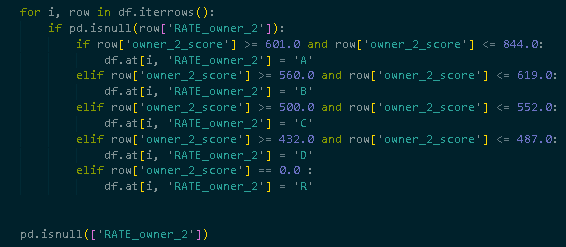 for i, row in df.iterrows():
    if pd.isnull(row['RATE_owner_2']):
        if row['owner_2_score'] >= 601.0 and row['owner_2_score'] <= 844.0:
            df.at[i, 'RATE_owner_2'] = 'A'
        elif row['owner_2_score'] >= 560.0 and row['owner_2_score'] <= 619.0:
            df.at[i, 'RATE_owner_2'] = 'B'
        elif row['owner_2_score'] >= 500.0 and row['owner_2_score'] <= 552.0:
            df.at[i, 'RATE_owner_2'] = 'C'
        elif row['owner_2_score'] >= 432.0 and row['owner_2_score'] <= 487.0:
            df.at[i, 'RATE_owner_2'] = 'D'
        elif row['owner_2_score'] == 0.0 :
            df.at[i, 'RATE_owner_2'] = 'R'
pd.isnull(['RATE_owner_2'])